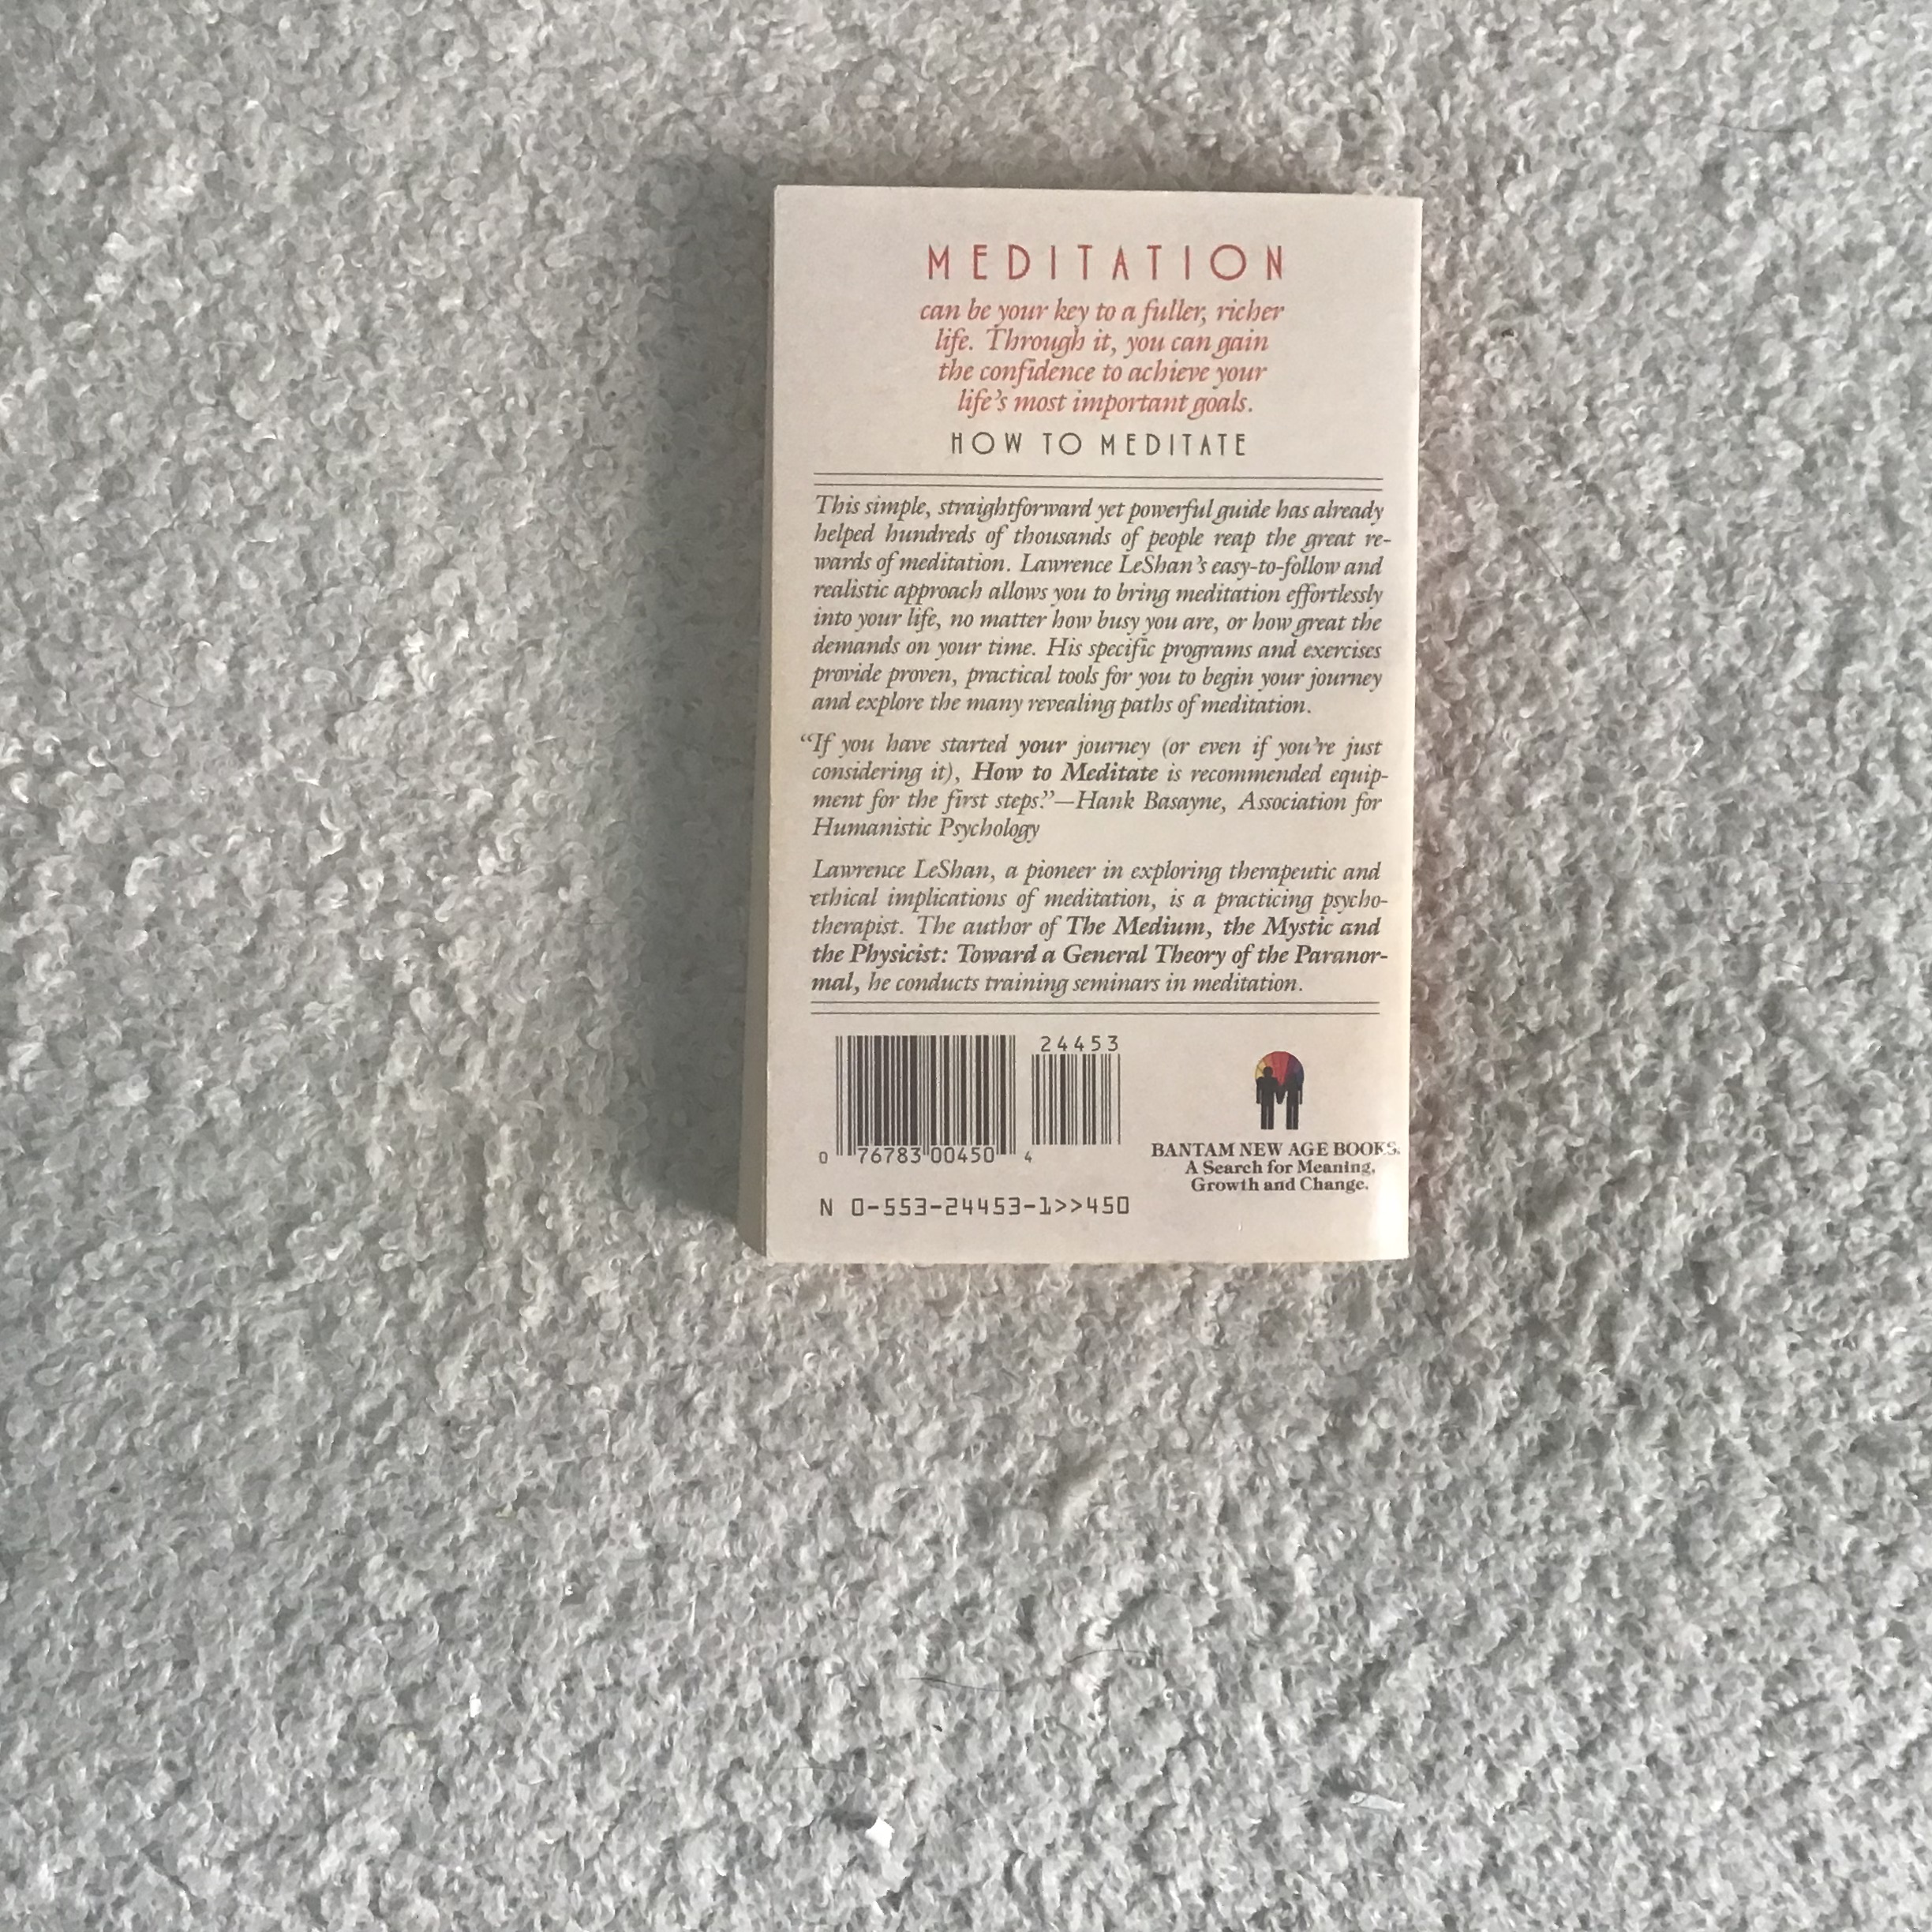 MEDITATION
can be your key to a fuller, richer
life. Through it, you can gain
the confidence to achieve your
life's most important goals.
HOW TO MEDITATE
This simple, straightforward yet powerful guide has already
helped hundreds of thousands of people reap the great re-
wards of meditation. Lawrence LeShan's easy-to-follow and
realistic approach allows you to bring meditation effortlessly
into your life, no matter how busy you are, or how great the
demands on your time. His specific programs and exercises
provide proven, practical tools for you to begin your journey
and explore the many revealing paths of meditation.
“If you have started your journey (or even if you're just
considering it), How to Meditate is recommended equip-
ment for the first steps.”—Hank Basayne, Association for
Humanistic Psychology
Lawrence LeShan, a pioneer in exploring therapeutic and
ethical implications of meditation, is a practicing psycho-
therapist. The author of The Medium, the Mystic and
the Physicist: Toward a General Theory of the Paranor-
mal, he conducts training seminars in meditation.
24453
0 76783 00450 4
N 0-553-24453-1>>450
BANTAM NEW AGE BOOKS.
A Search for Meaning,
Growth and Change.